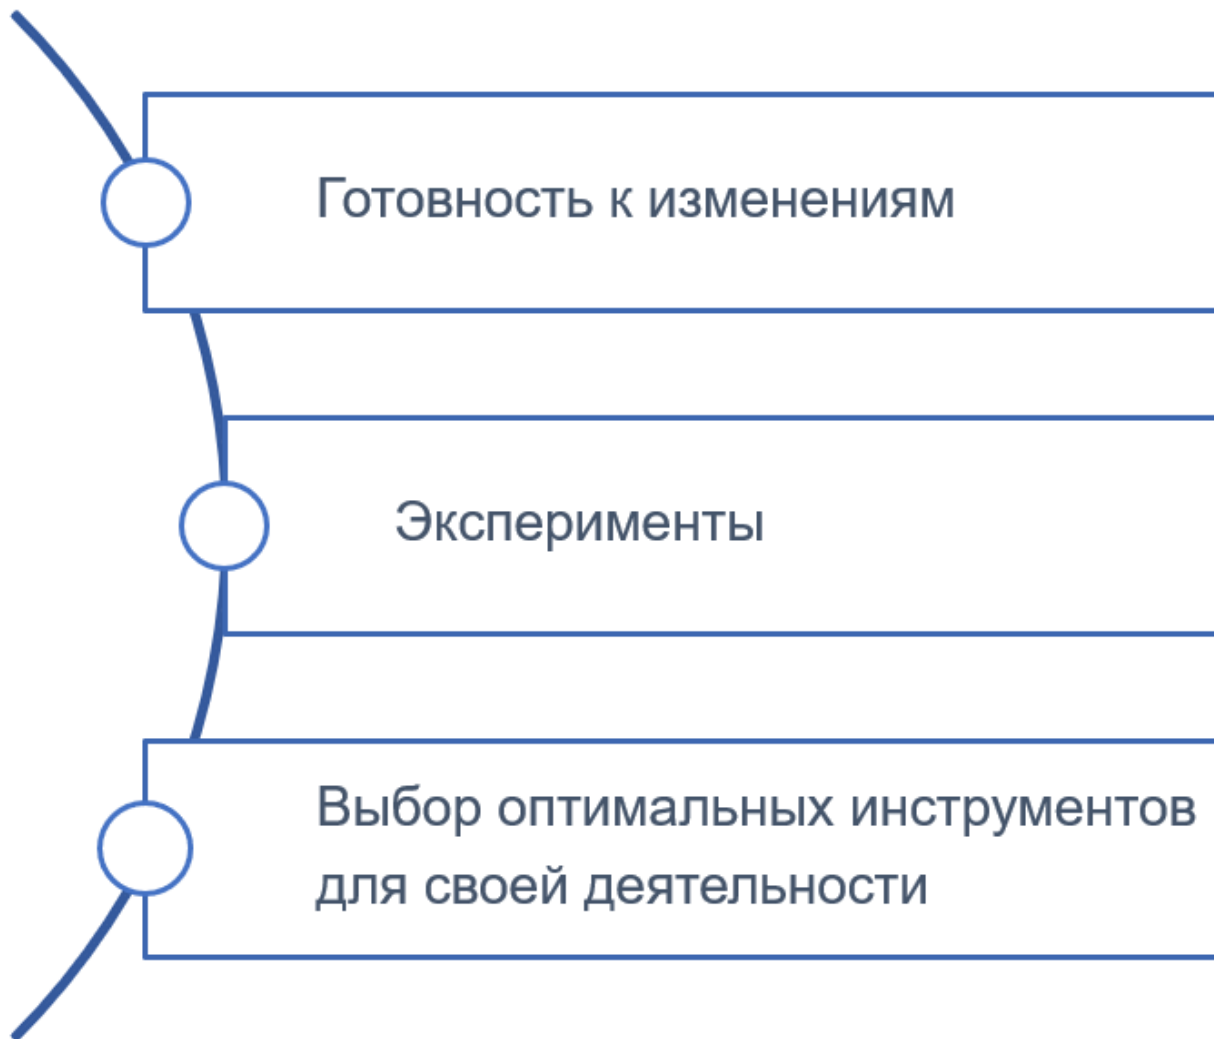 Готовность к изменениям
Эксперименты
Выбор оптимальных инструментов
для своей деятельности